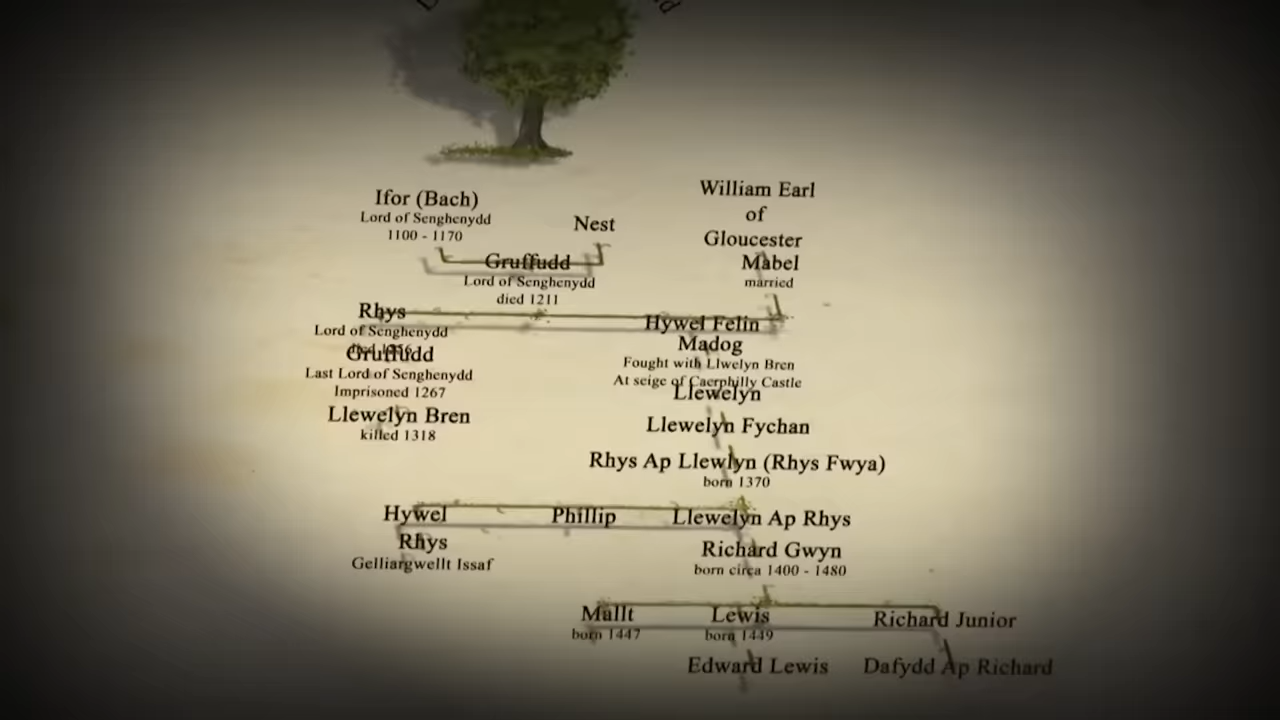 Ifor (Bach)
Lord of Senghenydd
1100 - 1170
Nest
William Earl
of
Gloucester
Mabel
married
Gruffudd
Lord of Senghenydd
died 1211
Rhys
Lord of Senghenydd
Hywel Felin
Madog
Fought with Llwelyn Bren
At seige of Caerphilly Castle
Gruffudd
Last Lord of Senghenydd
Imprisoned 1267
Llewelyn
Llewelyn Bren
killed 1318
Llewelyn Fychan
Rhys Ap Llewlyn (Rhys Fwya)
born 1370
Hywel
Phillip
Llewelyn Ap Rhys
Rhys
Gelliargwellt Issaf
Richard Gwyn
born circa 1400 - 1480
Mallt
born 1447
Lewis
born 1449
Richard Junior
Edward Lewis
Dafydd Ap Richard